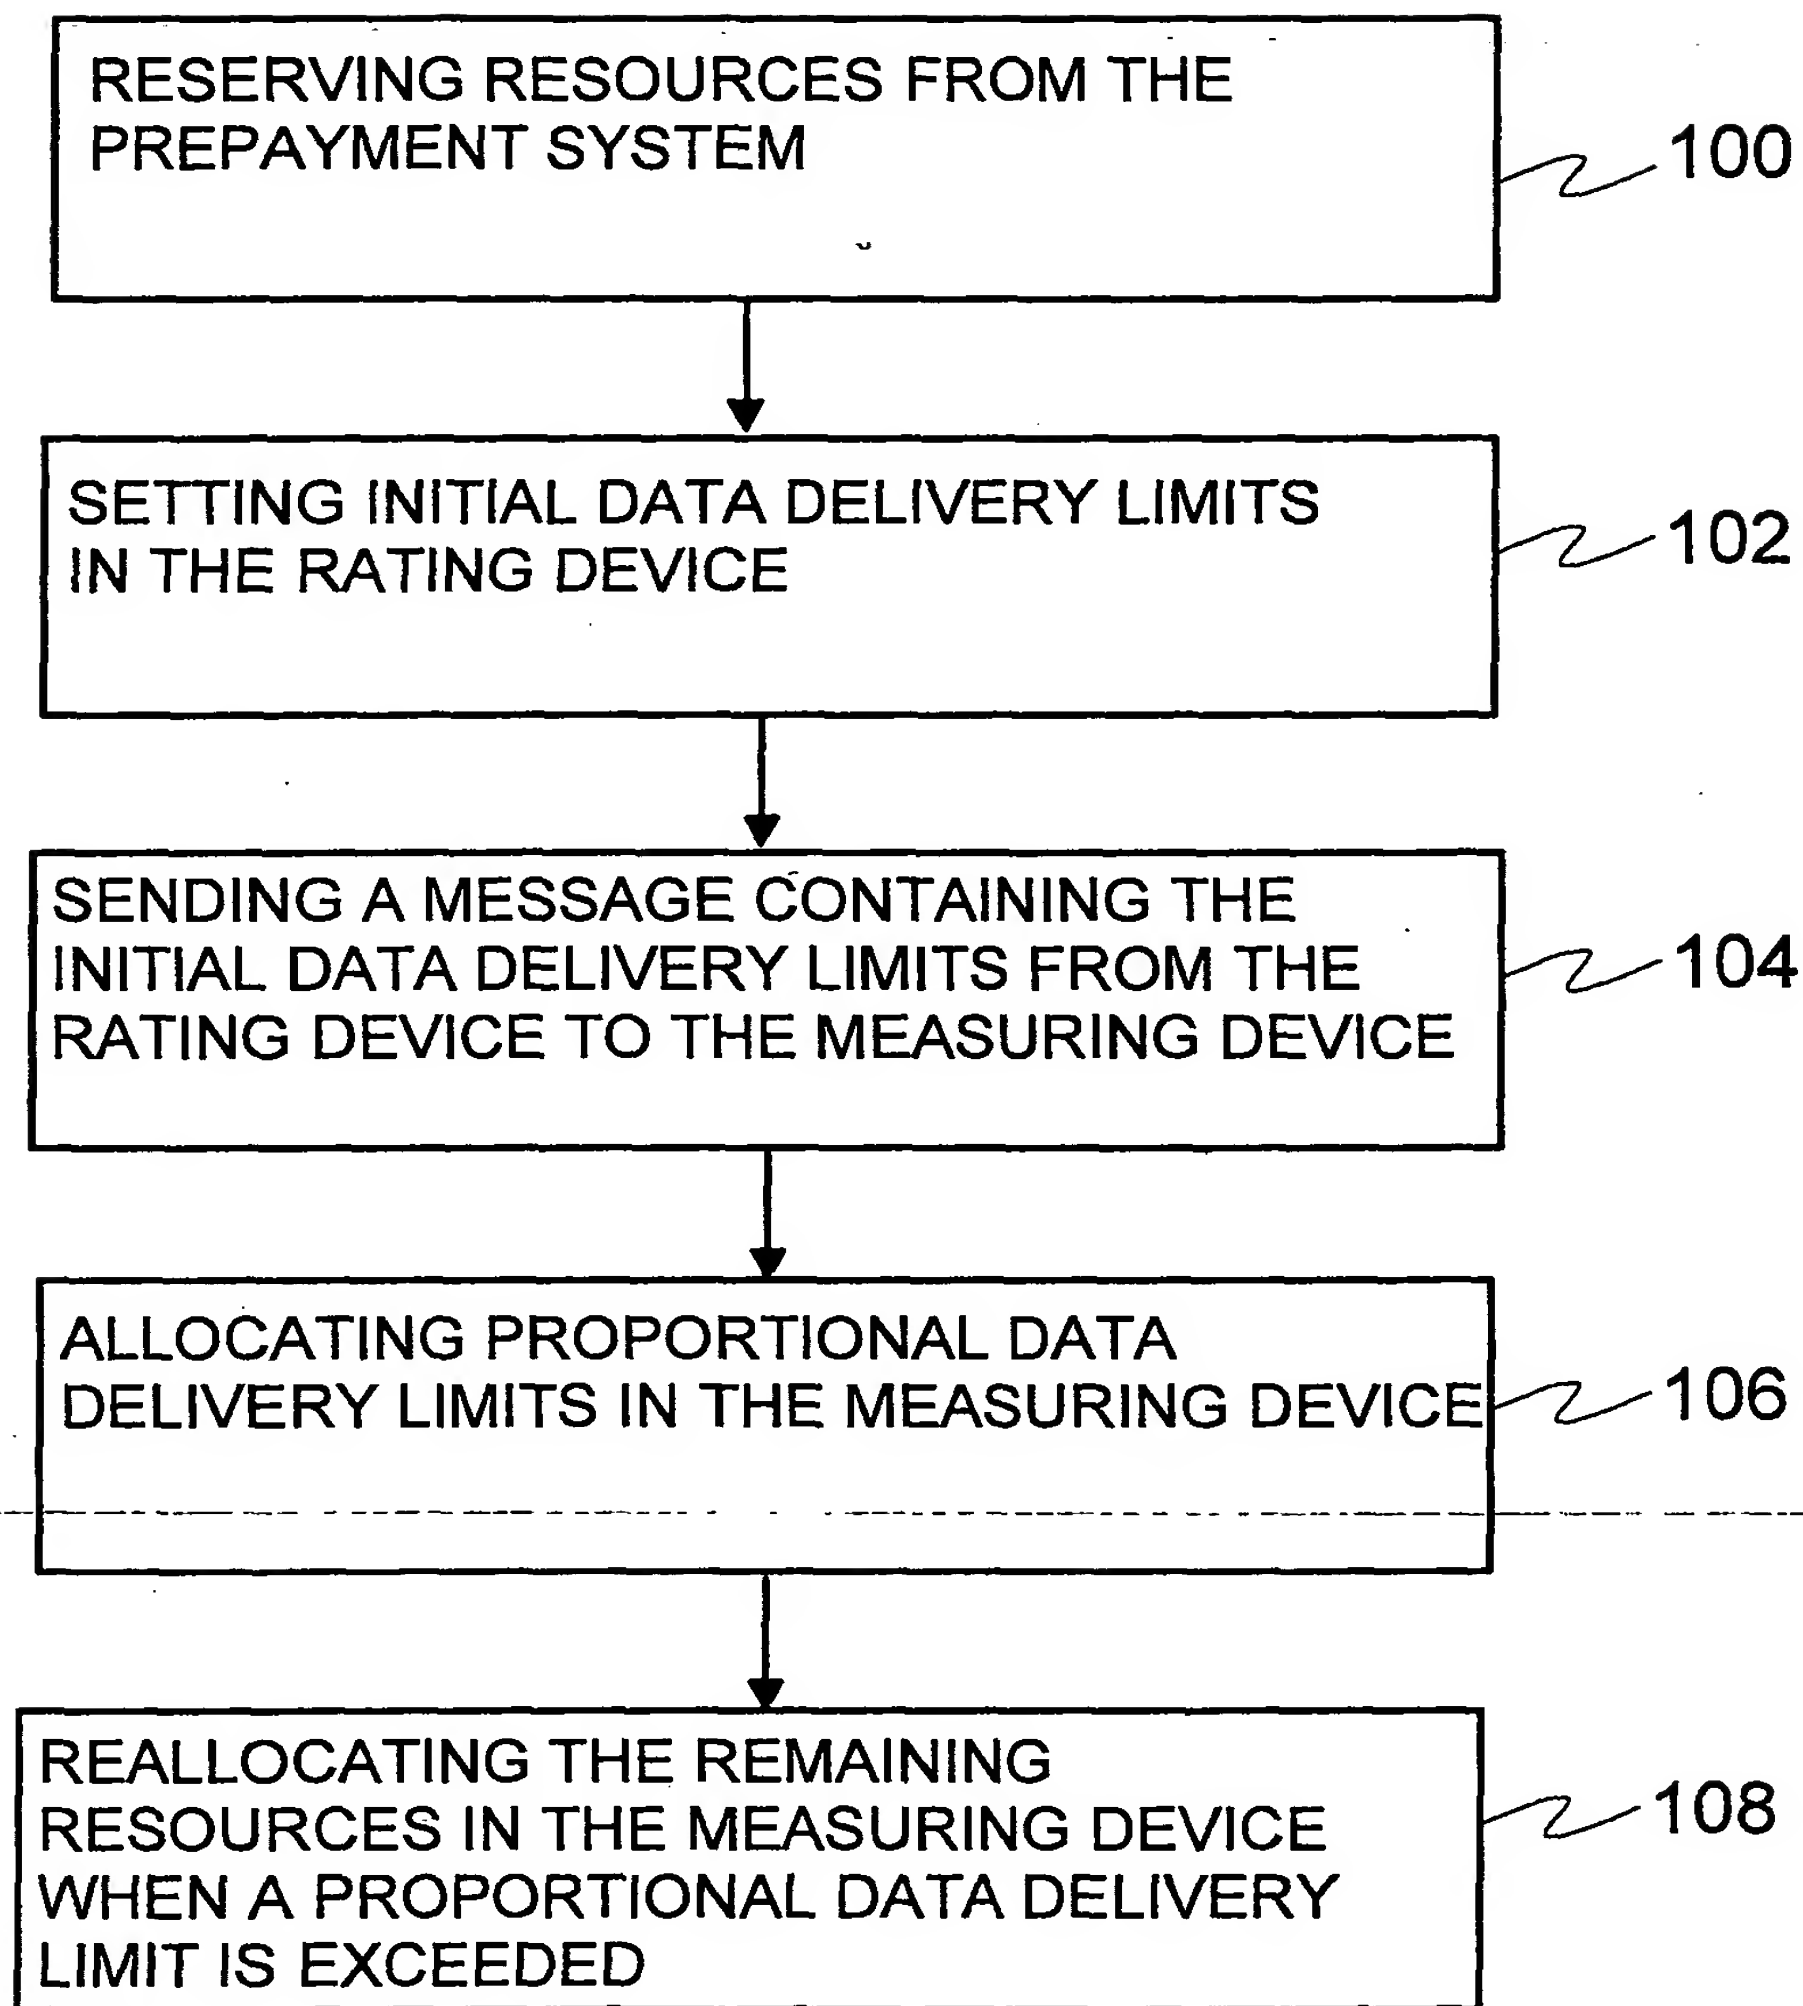 RESERVING RESOURCES FROM THE
PREPAYMENT SYSTEM
100
SETTING INITIAL DATA DELIVERY LIMITS
IN THE RATING DEVICE
102
SENDING A MESSAGE CONTAINING THE
INITIAL DATA DELIVERY LIMITS FROM THE
RATING DEVICE TO THE MEASURING DEVICE
104
ALLOCATING PROPORTIONAL DATA
DELIVERY LIMITS IN THE MEASURING DEVICE
106
REALLOCATING THE REMAINING
RESOURCES IN THE MEASURING DEVICE
WHEN A PROPORTIONAL DATA DELIVERY
LIMIT IS EXCEEDED
108